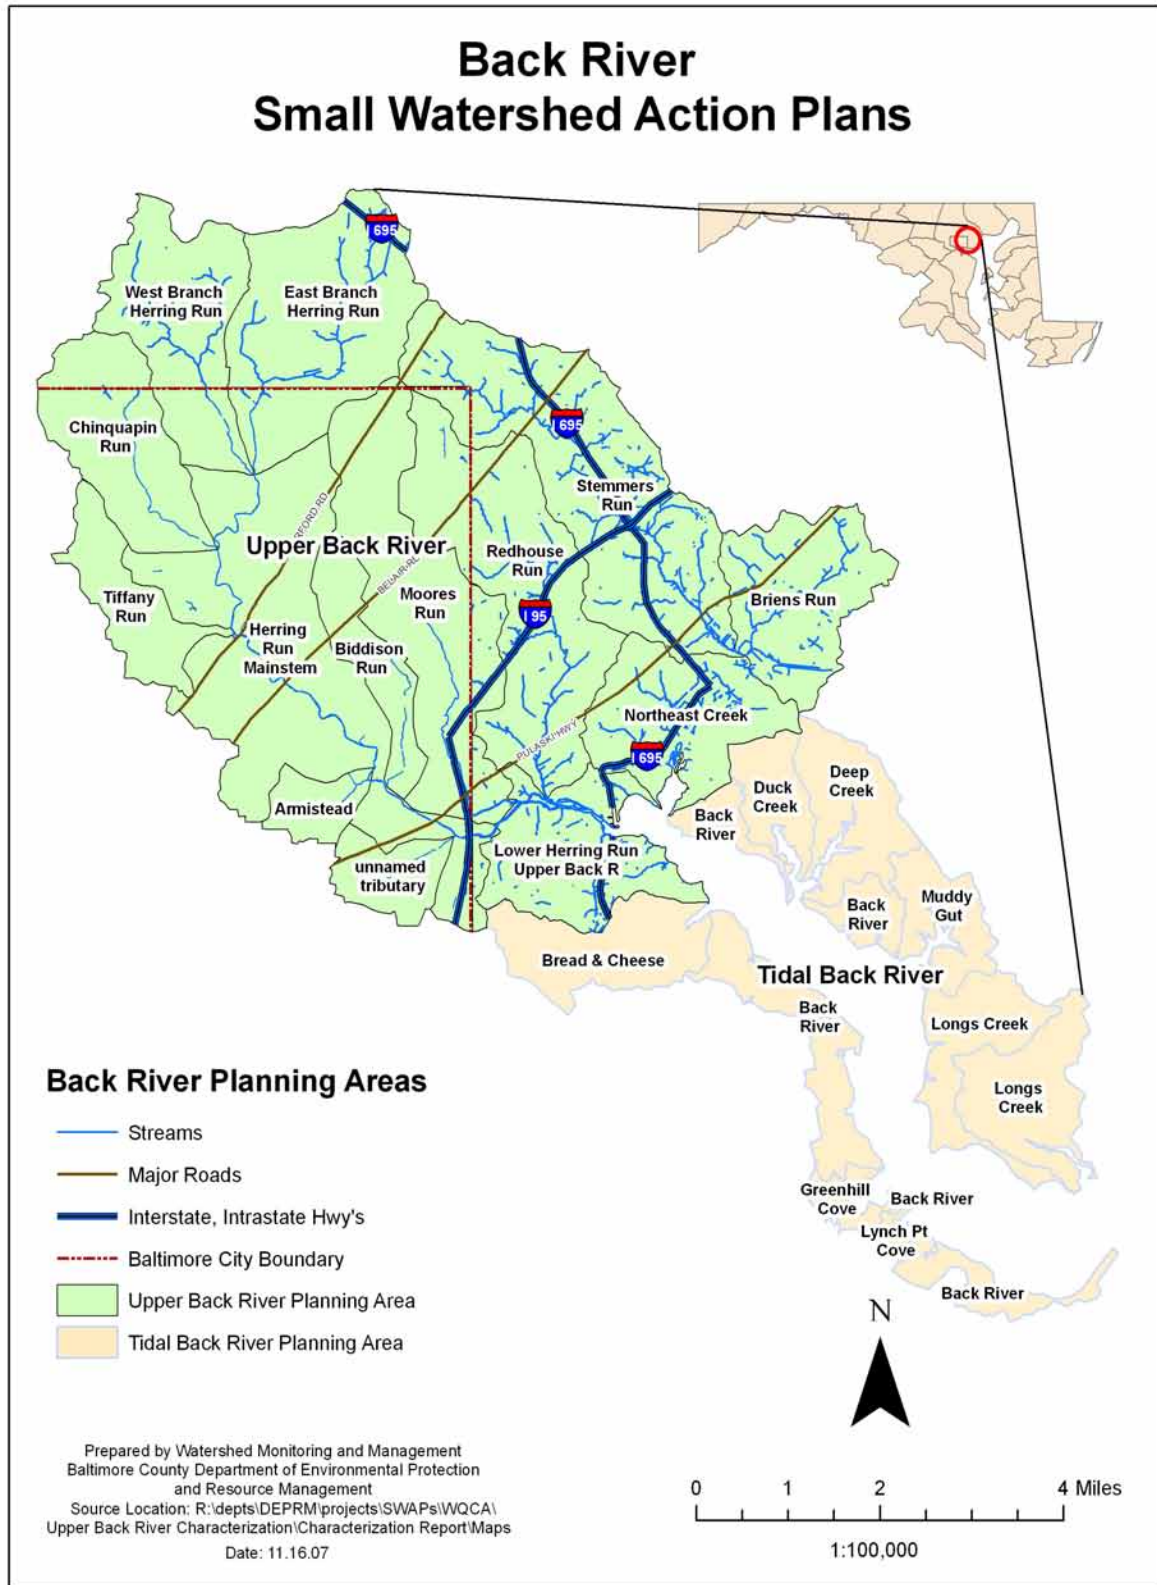 Back River
Small Watershed Action Plans
I 695
West Branch
Herring Run
East Branch
Herring Run
Chinquapin
Run
I 695
Stemmers
Run
RFORD RD
Upper Back River
Redhouse
Run
BELAIR RD
Tiffany
Run
Moores
Run
I 95
Briens Run
Herring
Run
Mainstem
Biddison
Run
Northeast Creek
PULASKI HWY
I 695
Deep
Creek
Duck
Creek
Back
River
Armistead
Lower Herring Run
Upper Back R
unnamed
tributary
Back
River
Muddy
Gut
Bread & Cheese
Tidal Back River
Back
River
Longs Creek
Longs
Creek
Greenhill
Cove
Back River
Lynch Pt
Cove
Back River
Back River Planning Areas
Streams
Major Roads
Interstate, Intrastate Hwy's
Baltimore City Boundary
Upper Back River Planning Area
Tidal Back River Planning Area
N
Prepared by Watershed Monitoring and Management
Baltimore County Department of Environmental Protection
and Resource Management
Source Location: R:\depts\DEPRM\projects\SWAPs\WQCA\
Upper Back River Characterization\Characterization Report\Maps
Date: 11.16.07
0 1 2 4 Miles
1:100,000